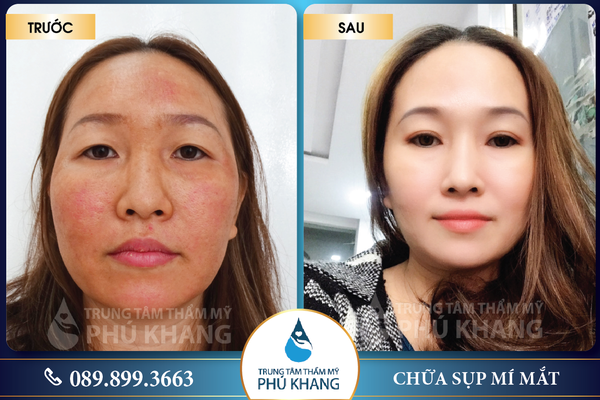 TRƯỚC
SAU
TRUNG TÂM THẨM MỸ
PHÚ KHANG
TRUNG TÂM THẨM MỸ
PHÚ KHANG
089.899.3663
TRUNG TÂM THẨM MỸ
PHÚ KHANG
CHỮA SỤP MÍ MẮT